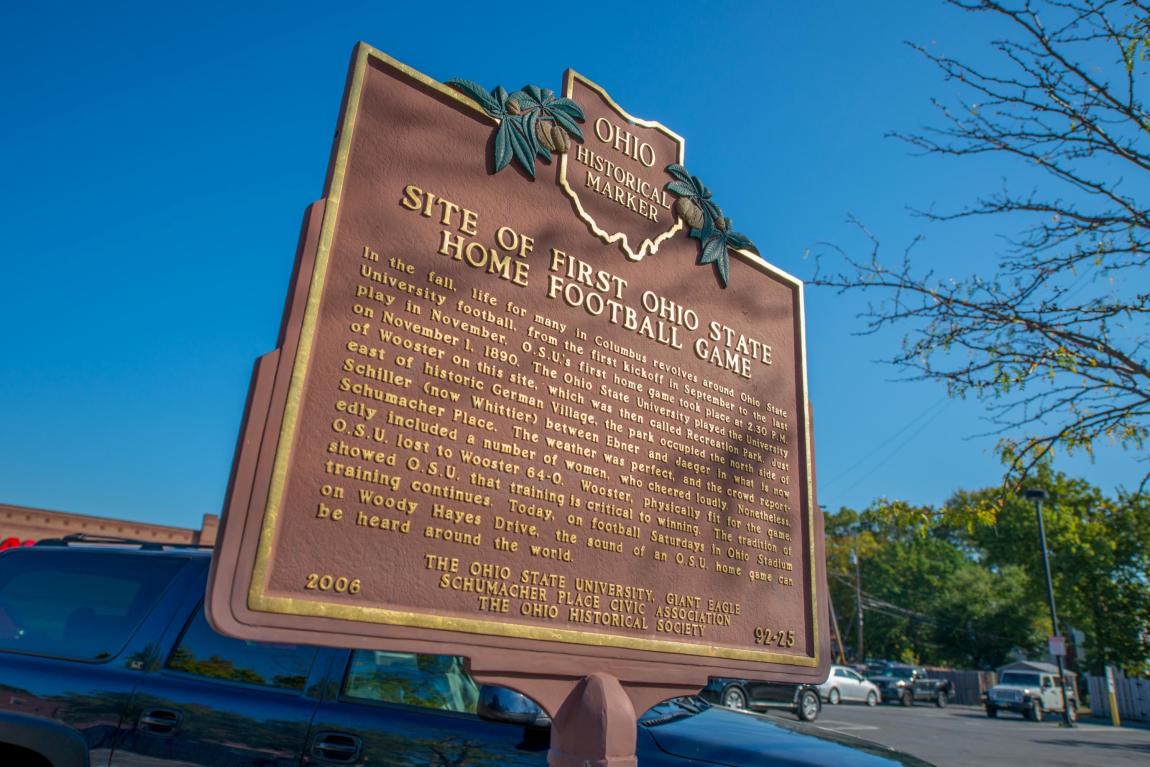 OHIO
HISTORICAL
MARKER
SITE OF FIRST OHIO STATE
HOME FOOTBALL GAME
In the fall, life for many in Columbus revolves around Ohio State
University football, from the first kickoff in September to the last
play in November. O.S.U.'s first home game took place at 2:30 P.M.
on November 1, 1890. The Ohio State University played the University
of Wooster on this site, which was then called Recreation Park. Just
east of historic German Village, the park occupied the north side of
Schiller (now Whittier) between Ebner and Jaeger in what is now
Schumacher Place. The weather was perfect, and the crowd report-
edly included a number of women, who cheered loudly. Nonetheless,
O.S.U. lost to Wooster 64-0. Wooster, physically fit for the game,
showed O.S.U. that training is critical to winning. The tradition of
training continues. Today, on football Saturdays in Ohio Stadium
on Woody Hayes Drive, the sound of an O.S.U. home game can
be heard around the world.
THE OHIO STATE UNIVERSITY, GIANT EAGLE
SCHUMACHER PLACE CIVIC ASSOCIATION
THE OHIO HISTORICAL SOCIETY
2006
92-25